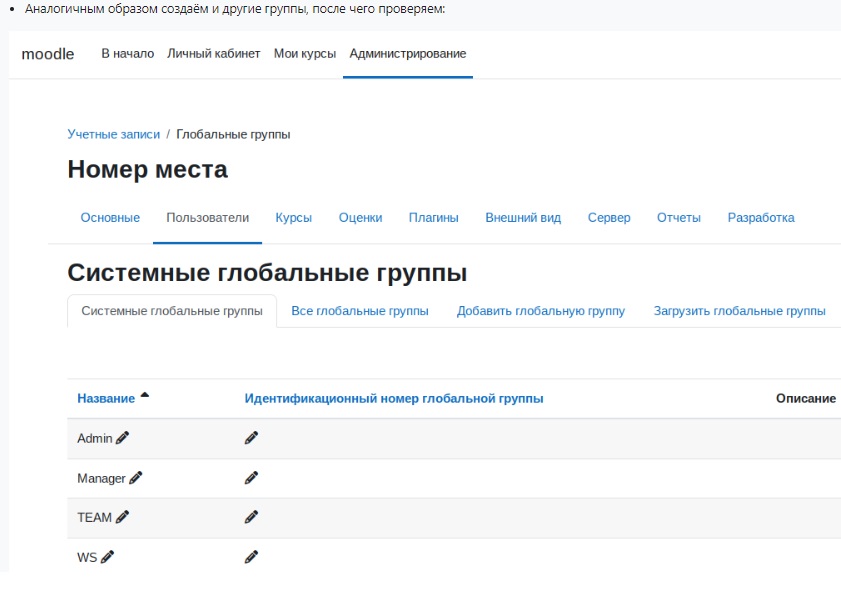 • Аналогичным образом создаём и другие группы, после чего проверяем:
moodle В начало Личный кабинет Мои курсы Администрирование
Учетные записи / Глобальные группы
Номер места
Основные Пользователи Курсы Оценки Плагины Внешний вид Сервер Отчеты Разработка
Системные глобальные группы
Системные глобальные группы Все глобальные группы Добавить глобальную группу Загрузить глобальные группы
Название Идентификационный номер глобальной группы Описание
Admin
Manager
TEAM
WS